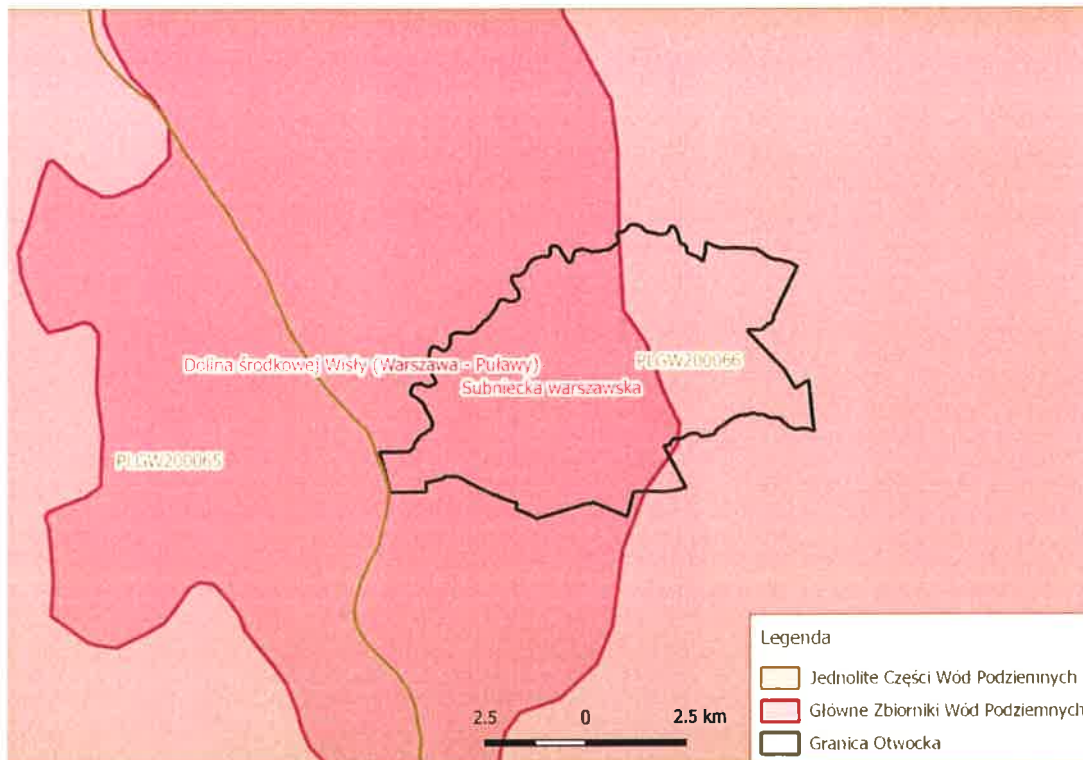 Dolina środkowej Wisły (Warszawa - Puławy)
PLGW200066
Subniecka warszawska
PLGW200065
2.5 0 2.5 km
Legenda
Jednolite Części Wód Podziemnych
Główne Zbiorniki Wód Podziemnych
Granica Otwocka